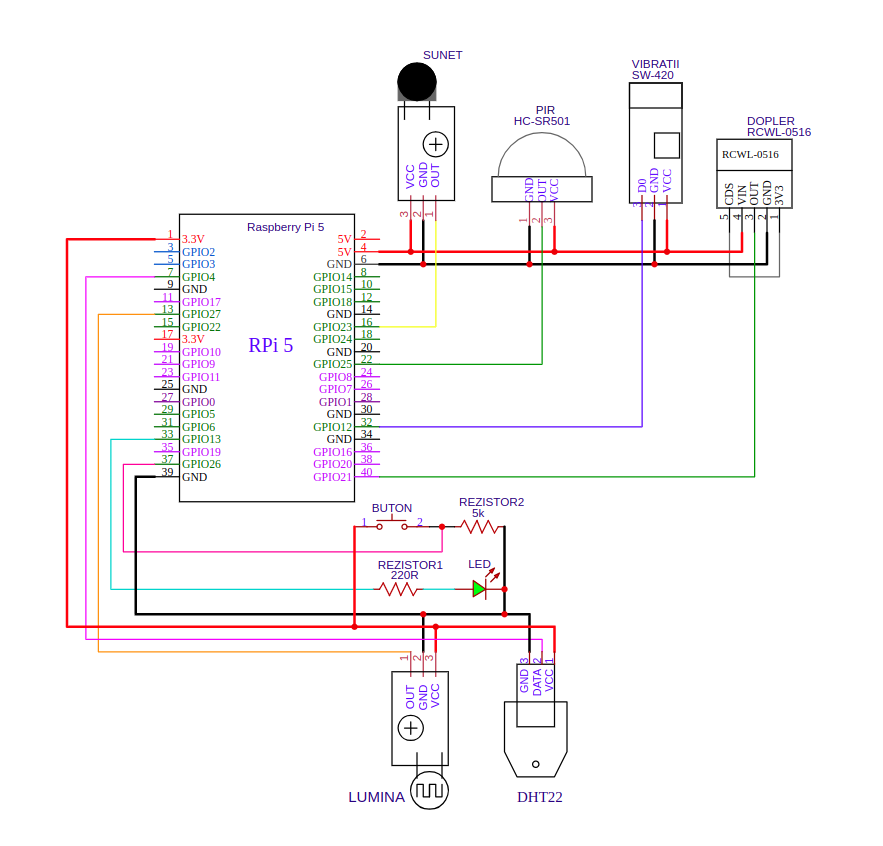 SUNET
VCC
GND
OUT
3
2
1
PIR
HC-SR501
GND
OUT
VCC
1
2
3
VIBRATII
SW-420
D0
GND
VCC
3
2
1
DOPLER
RCWL-0516
RCWL-0516
CDS
VIN
OUT
GND
3V3
5
4
3
2
1
Raspberry Pi 5
RPi 5
1 3.3V
3 GPIO2
5 GPIO3
7 GPIO4
9 GND
11 GPIO17
13 GPIO27
15 GPIO22
17 3.3V
19 GPIO10
21 GPIO9
23 GPIO11
25 GND
27 GPIO0
29 GPIO5
31 GPIO6
33 GPIO13
35 GPIO19
37 GPIO26
39 GND
5V 2
5V 4
GND 6
GPIO14 8
GPIO15 10
GPIO18 12
GND 14
GPIO23 16
GPIO24 18
GND 20
GPIO25 22
GPIO8 24
GPIO7 26
GPIO1 28
GND 30
GPIO12 32
GND 34
GPIO16 36
GPIO20 38
GPIO21 40
BUTON
1 2
REZISTOR2
5k
REZISTOR1
220R
LED
1
2
3
OUT
GND
VCC
LUMINA
3
2
1
GND
DATA
VCC
DHT22